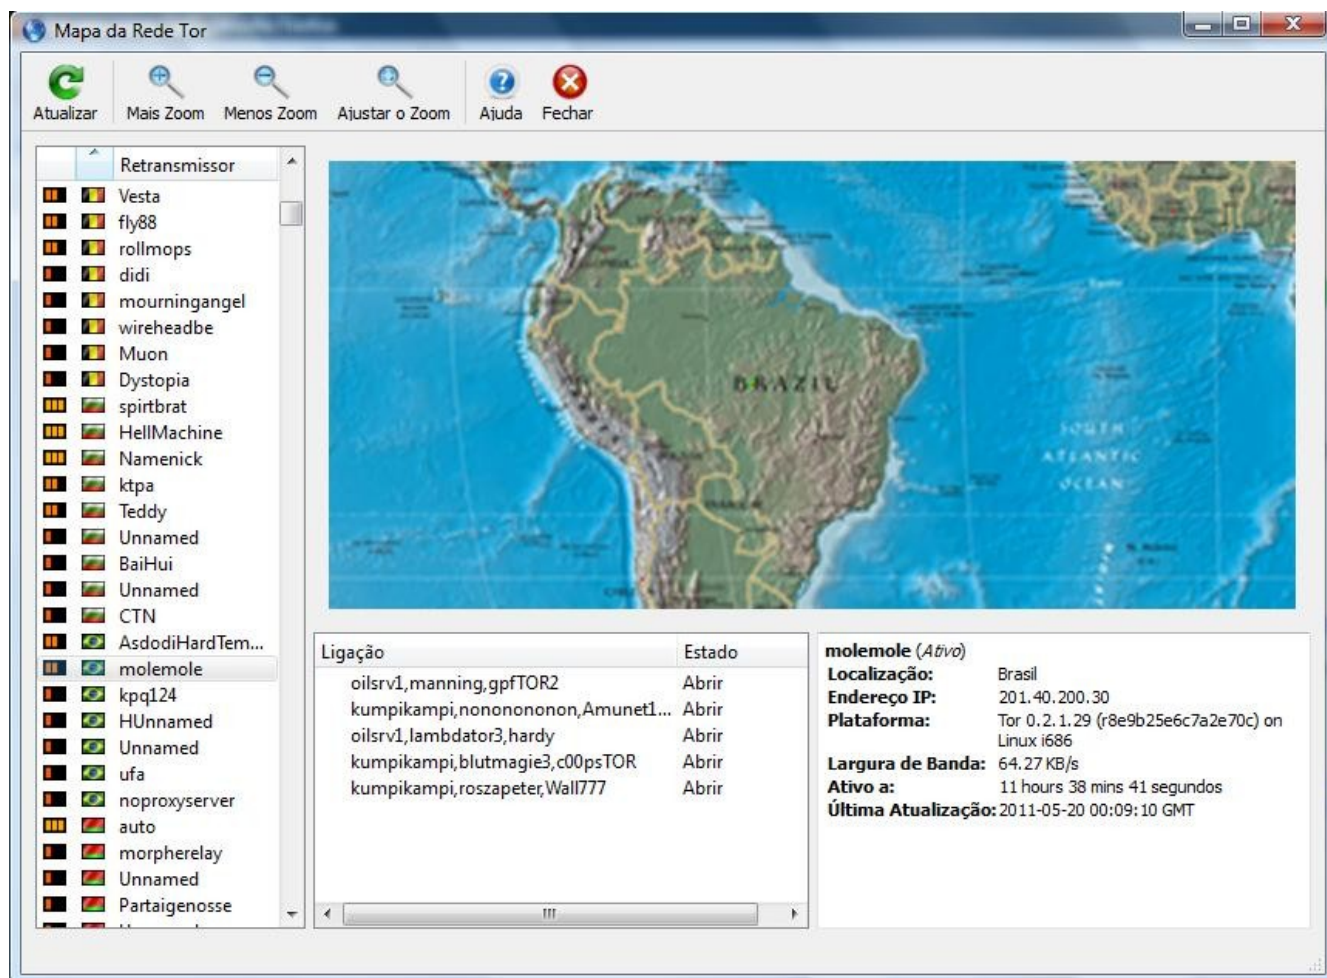 Mapa da Rede Tor
Atualizar Mais Zoom Menos Zoom Ajustar o Zoom Ajuda Fechar
Retransmissor
Vesta
fly88
rollmops
didi
mourningangel
wireheadbe
Muon
Dystopia
spirtbrat
HellMachine
Namenick
ktpa
Teddy
Unnamed
BaiHui
Unnamed
CTN
AsdodiHardTem...
molemole
kpq124
HUnnamed
Unnamed
ufa
noproxyserver
auto
morpherelay
Unnamed
Partaigenosse
BRAZIL
SOUTH
ATLANTIC
OCEAN
Ligação Estado
oilsrv1,manning,gpfTOR2 Abrir
kumpikampi,nonononono­n,Amunet1... Abrir
oilsrv1,lambdator3,hardy Abrir
kumpikampi,blutmagie3,c00psTOR Abrir
kumpikampi,roszapeter,Wall777 Abrir
molemole (Ativo)
Localização: Brasil
Endereço IP: 201.40.200.30
Plataforma: Tor 0.2.1.29 (r8e9b25e6c7a2e70c) on
Linux i686
Largura de Banda: 64.27 KB/s
Ativo a: 11 hours 38 mins 41 segundos
Última Atualização: 2011-05-20 00:09:10 GMT